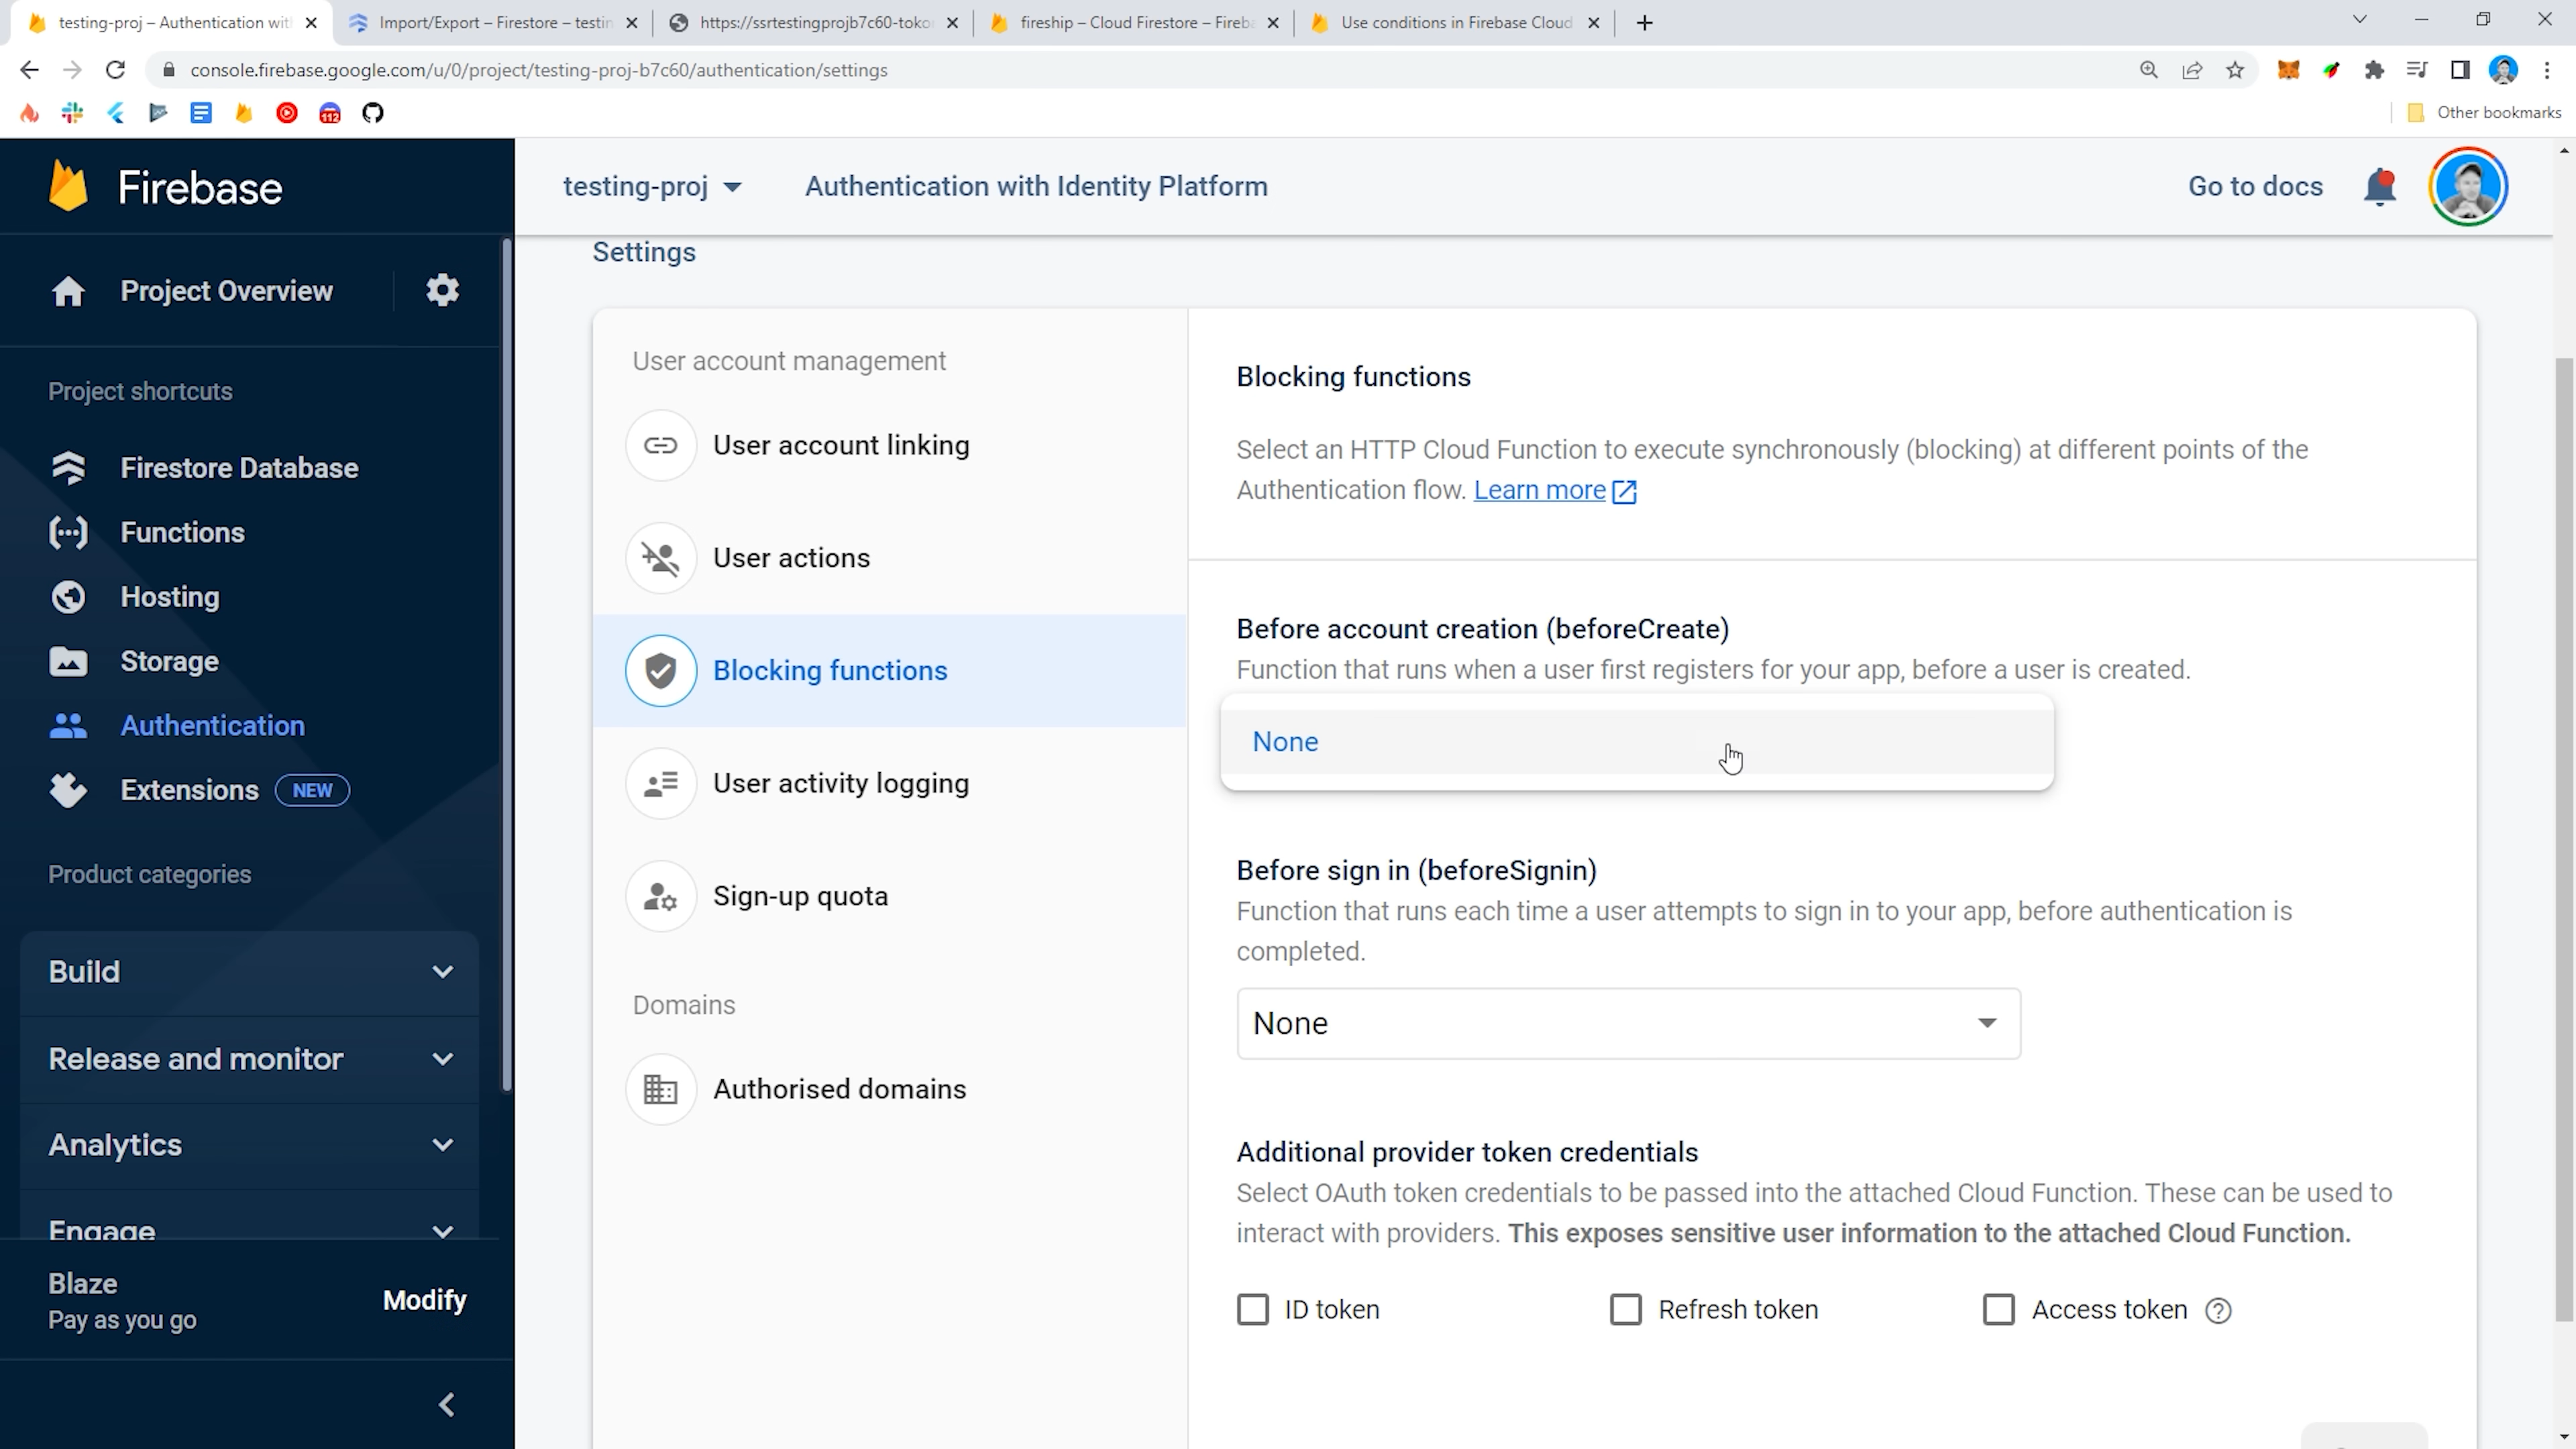 testing-proj – Authentication wit
Import/Export – Firestore – testin
https://ssrtestingprojb7c60-toko
fireship – Cloud Firestore – Fireba
Use conditions in Firebase Cloud
console.firebase.google.com/u/0/project/testing-proj-b7c60/authentication/settings
112
Other bookmarks
Firebase
testing-proj
Authentication with Identity Platform
Go to docs
Project Overview
Project shortcuts
Firestore Database
Functions
Hosting
Storage
Authentication
Extensions NEW
Product categories
Build
Release and monitor
Analytics
Engage
Blaze
Pay as you go
Modify
Settings
User account management
User account linking
User actions
Blocking functions
User activity logging
Sign-up quota
Domains
Authorised domains
Blocking functions
Select an HTTP Cloud Function to execute synchronously (blocking) at different points of the
Authentication flow. Learn more
Before account creation (beforeCreate)
Function that runs when a user first registers for your app, before a user is created.
None
Before sign in (beforeSignin)
Function that runs each time a user attempts to sign in to your app, before authentication is
completed.
None
Additional provider token credentials
Select OAuth token credentials to be passed into the attached Cloud Function. These can be used to
interact with providers. This exposes sensitive user information to the attached Cloud Function.
ID token
Refresh token
Access token